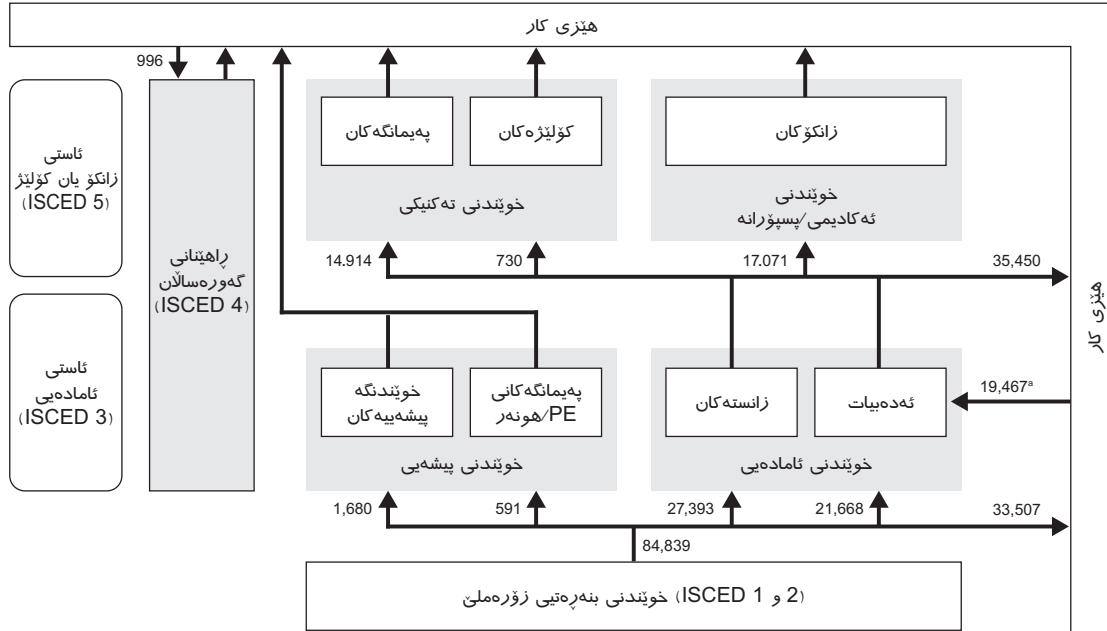 هێزی کار
996
ئاستی
زانکۆ یان کۆلێژ
(ISCED 5)
ڕاهێنانی
گەورەساڵان
(ISCED 4)
پەیمانگەکان
کۆلێژەکان
خوێندنی تەکنیکی
زانکۆکان
خوێندنی
ئەکادیمی/پسپۆڕانە
14.914
730
17.071
35,450
هێزی کار
ئاستی
ئامادەیی
(ISCED 3)
خوێندنگە
پیشەییەکان
پەیمانگەکانی
PE/هونەر
خوێندنی پیشەیی
زانستەکان
ئەدەبیات
خوێندنی ئامادەیی
19,467ª
1,680
591
27,393
21,668
33,507
84,839
خوێندنی بنەڕەتیی زۆرەملێ (ISCED 1 و 2)